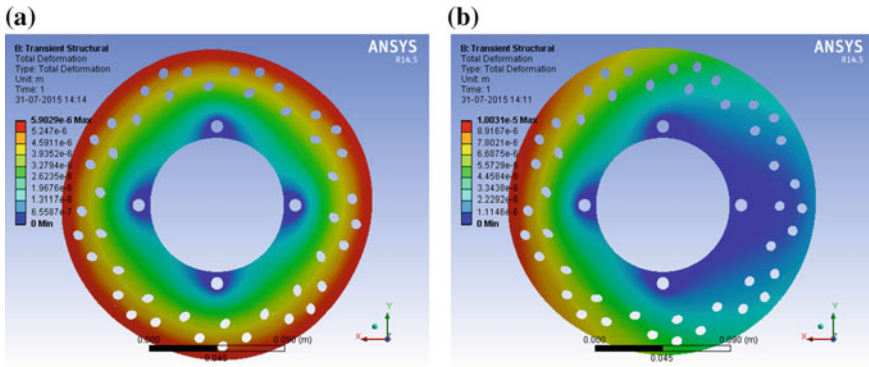 (a)
B: Transient Structural
Total Deformation
Type: Total Deformation
Unit: m
Time: 1
31-07-2015 14:14
ANSYS
R14.5
5.9029e-6 Max
5.247e-6
4.5911e-6
3.9352e-6
3.2794e-6
2.6235e-6
1.9676e-6
1.3117e-6
6.5587e-7
0 Min
0.000
0.090 (m)
0.045
Y
X
Z
(b)
B: Transient Structural
Total Deformation
Type: Total Deformation
Unit: m
Time: 1
31-07-2015 14:11
ANSYS
R14.5
1.0031e-5 Max
8.9167e-6
7.8021e-6
6.6875e-6
5.5729e-6
4.4584e-6
3.3438e-6
2.2292e-6
1.1146e-6
0 Min
0.000
0.090 (m)
0.045
Y
X
Z